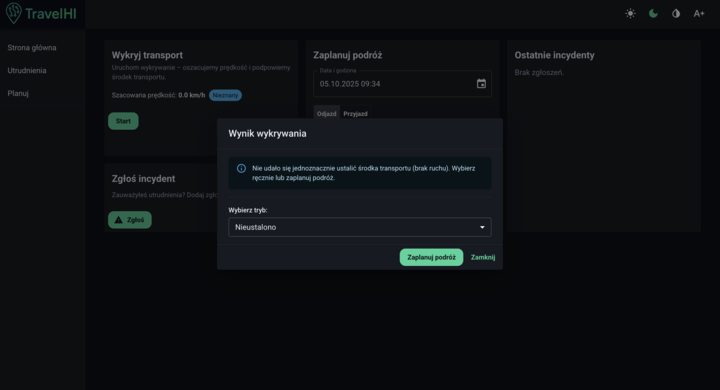 TravelHI
A+
Strona główna
Utrudnienia
Planuj
Wykryj transport
Uruchom wykrywanie – oszacujemy prędkość i podpowiemy
środek transportu.
Szacowana prędkość: 0.0 km/h Nieznany
Start
Zaplanuj podróż
Data i godzina
05.10.2025 09:34
Odjazd Przyjazd
Ostatnie incydenty
Brak zgłoszeń.
Zgłoś incydent
Zauważyłeś utrudnienia? Dodaj zgło
Zgłoś
Wynik wykrywania
Nie udało się jednoznacznie ustalić środka transportu (brak ruchu). Wybierz
ręcznie lub zaplanuj podróż.
Wybierz tryb:
Nieustalono
Zaplanuj podróż Zamknij